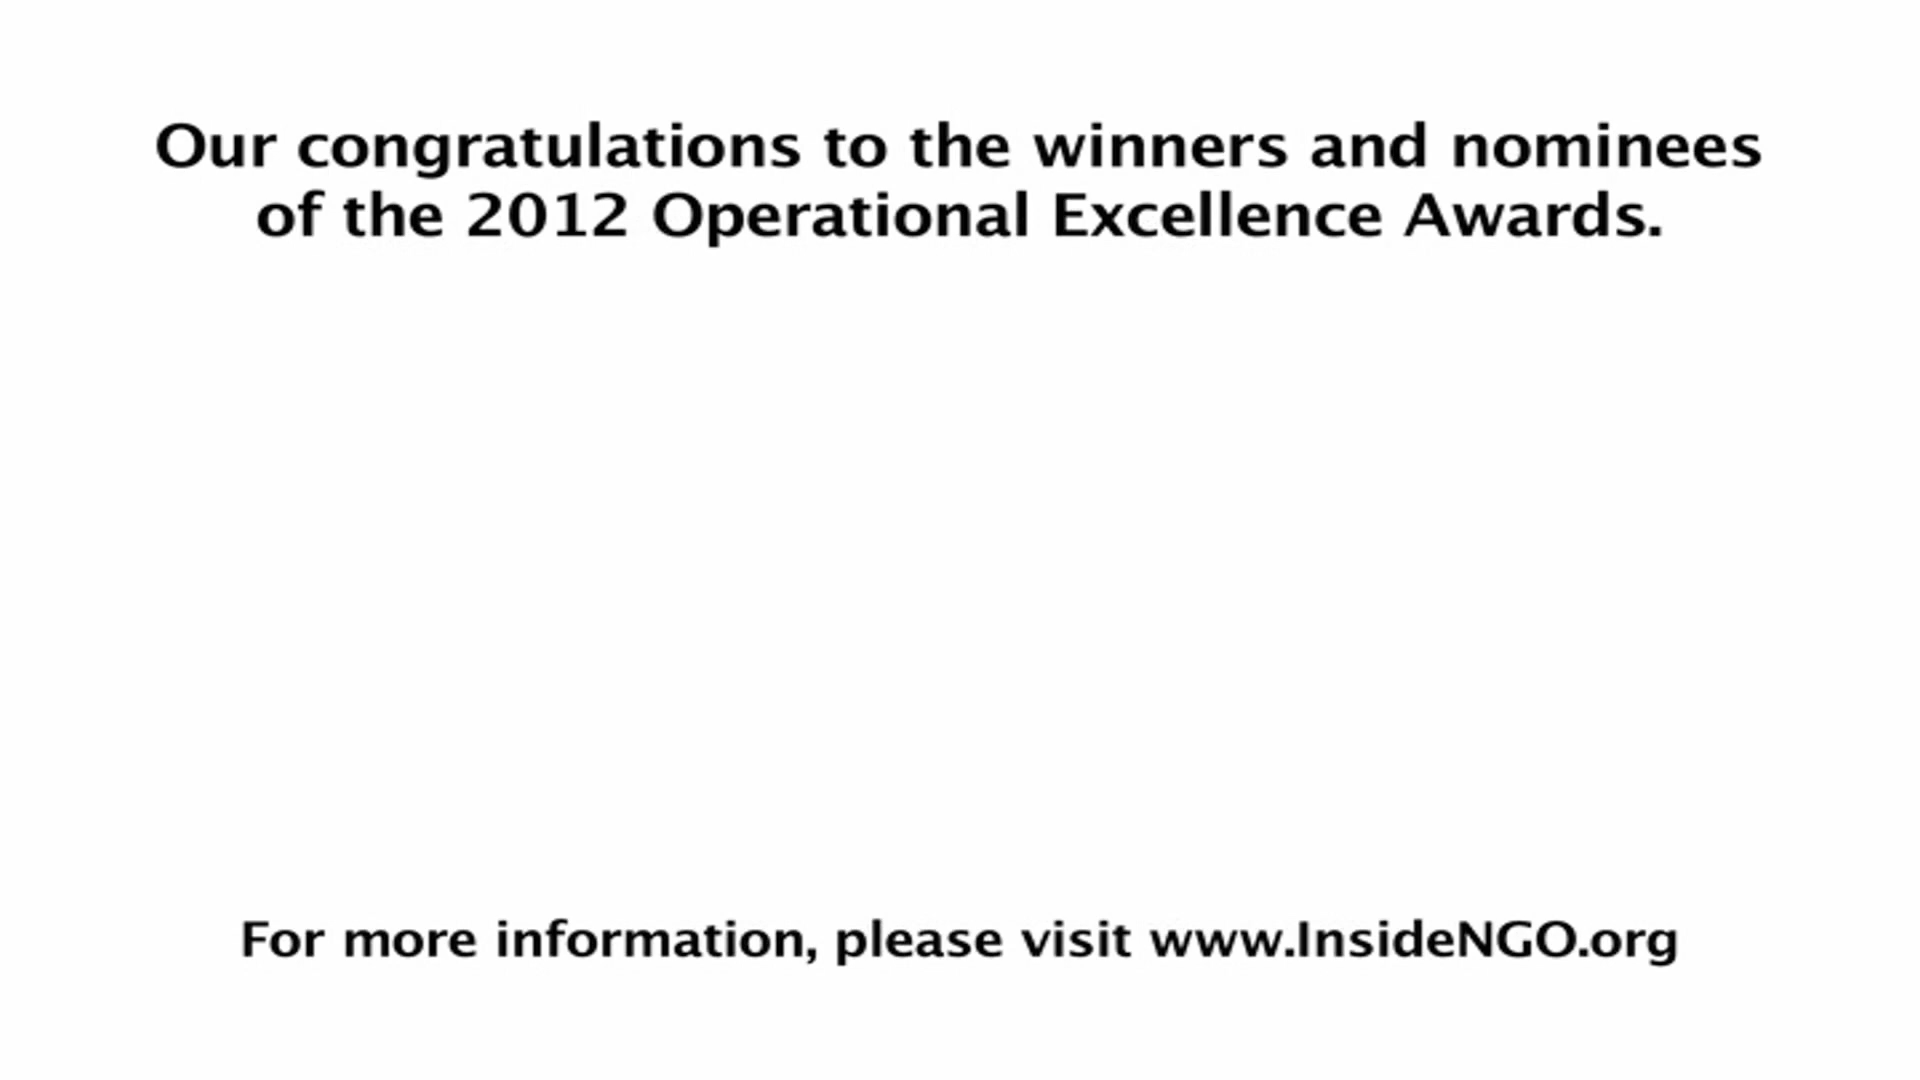 Our congratulations to the winners and nominees
of the 2012 Operational Excellence Awards.
For more information, please visit www.InsideNGO.org